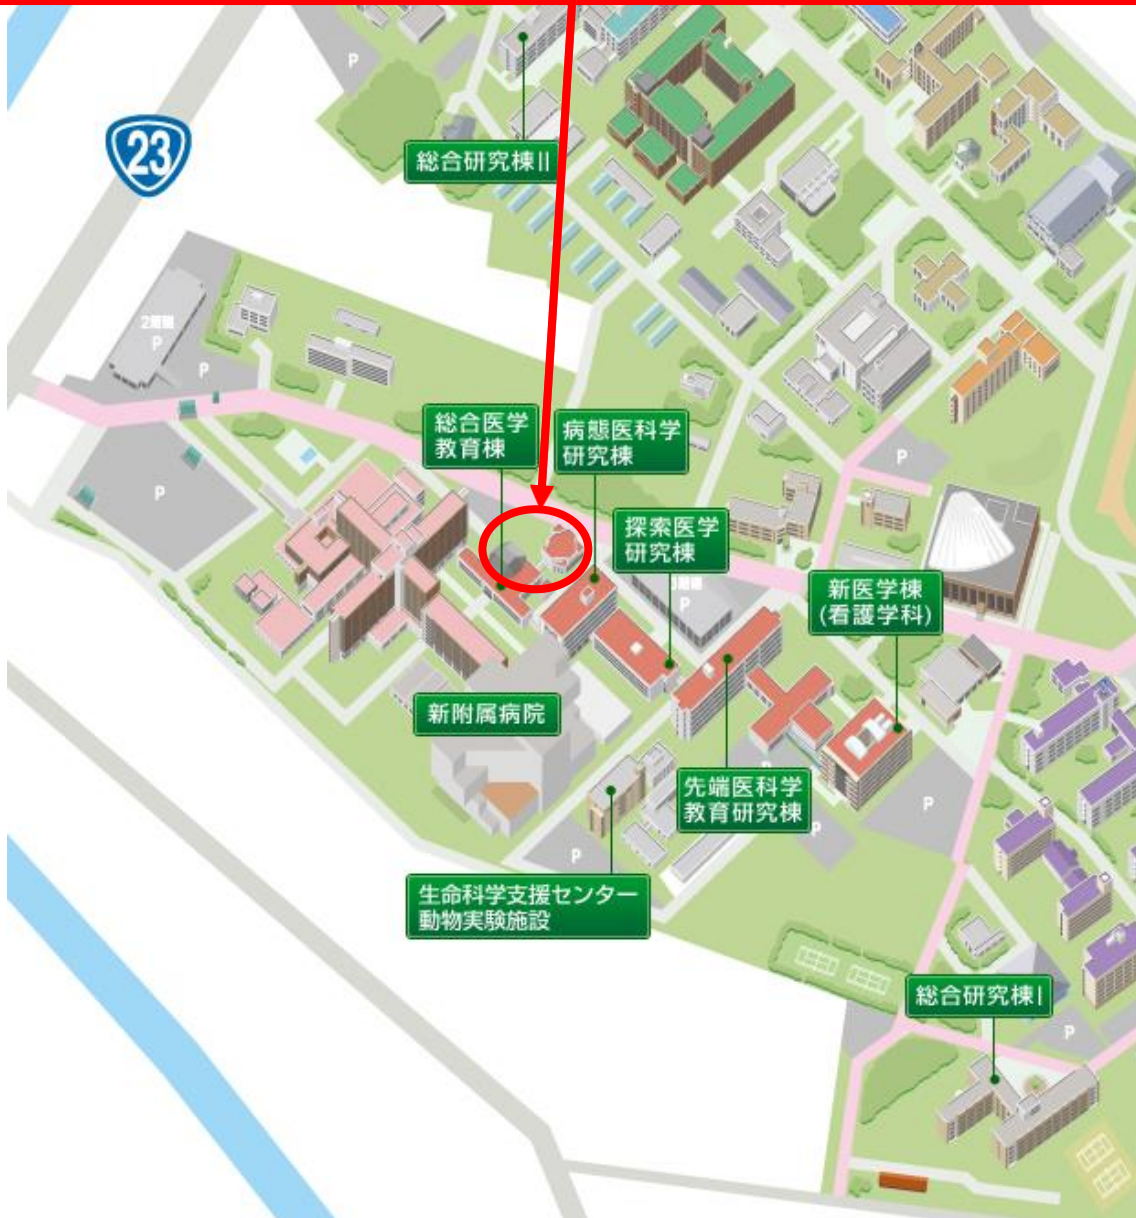 P
23
総合研究棟II
2階建
P
P
総合医学
教育棟
病態医科学
研究棟
P
P
探索医学
研究棟
P
新医学棟
(看護学科)
新附属病院
先端医科学
教育研究棟
P
P
P
P
生命科学支援センター
動物実験施設
総合研究棟I
P